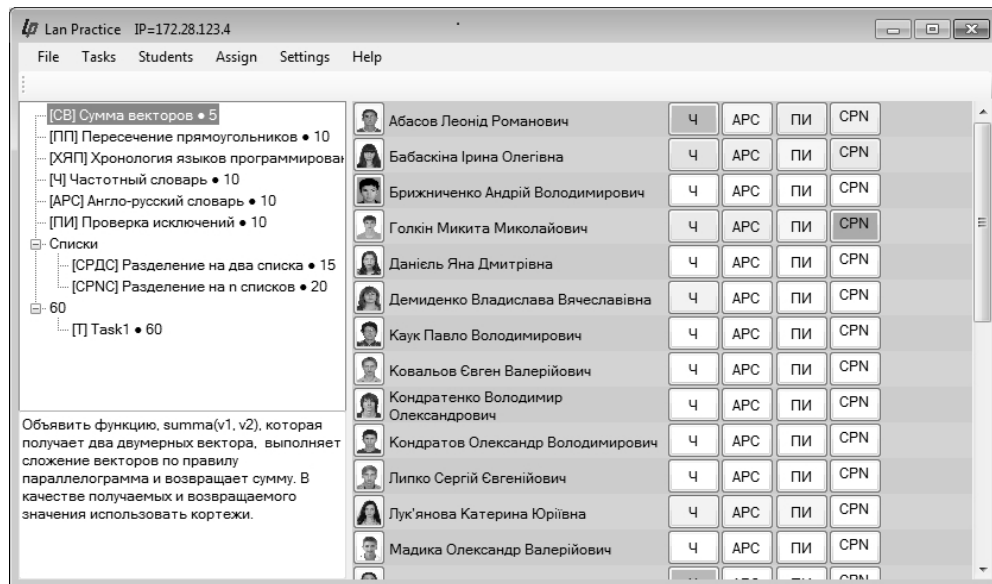 Lan Practice IP=172.28.123.4
File Tasks Students Assign Settings Help
[СВ] Сумма векторов ● 5
[ПП] Пересечение прямоугольников ● 10
[ХЯП] Хронология языков программирован
[Ч] Частотный словарь ● 10
[АРС] Англо-русский словарь ● 10
[ПИ] Проверка исключений ● 10
Списки
[СРДС] Разделение на два списка ● 15
[CPNC] Разделение на n списков ● 20
60
[T] Task1 ● 60
Объявить функцию, summa(v1, v2), которая
получает два двумерных вектора, выполняет
сложение векторов по правилу
параллелограмма и возвращает сумму. В
качестве получаемых и возвращаемого
значения использовать кортежи.
Абасов Леонід Романович Ч АРС ПИ CPN
Бабаскіна Ірина Олегівна Ч АРС ПИ CPN
Брижниченко Андрій Володимирович Ч АРС ПИ CPN
Голкін Микита Миколайович Ч АРС ПИ CPN
Данієль Яна Дмитрівна Ч АРС ПИ CPN
Демиденко Владислава Вячеславівна Ч АРС ПИ CPN
Каук Павло Володимирович Ч АРС ПИ CPN
Ковальов Євген Валерійович Ч АРС ПИ CPN
Кондратенко Володимир
Олександрович Ч АРС ПИ CPN
Кондратов Олександр Володимирович Ч АРС ПИ CPN
Липко Сергій Євгенійович Ч АРС ПИ CPN
Лук'янова Катерина Юріївна Ч АРС ПИ CPN
Мадика Олександр Валерійович Ч АРС ПИ CPN